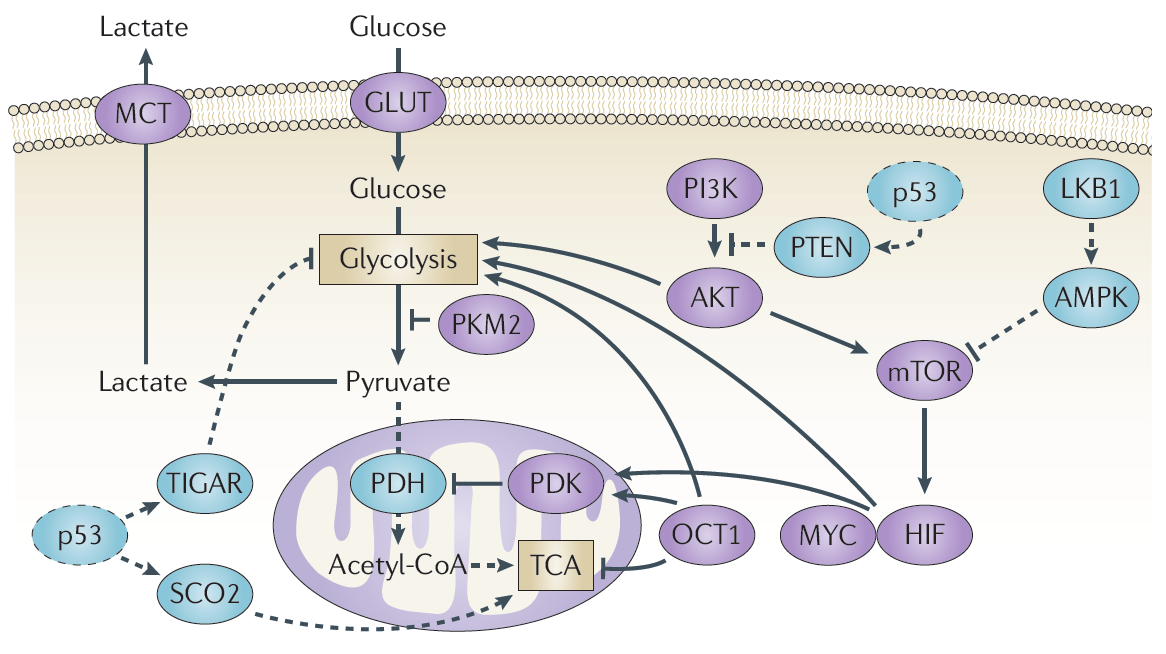 Lactate
Glucose
MCT
GLUT
Glucose
PI3K
p53
LKB1
PTEN
Glycolysis
AKT
AMPK
PKM2
mTOR
Lactate
Pyruvate
TIGAR
PDH
PDK
p53
OCT1
MYC
HIF
Acetyl-CoA
TCA
SCO2